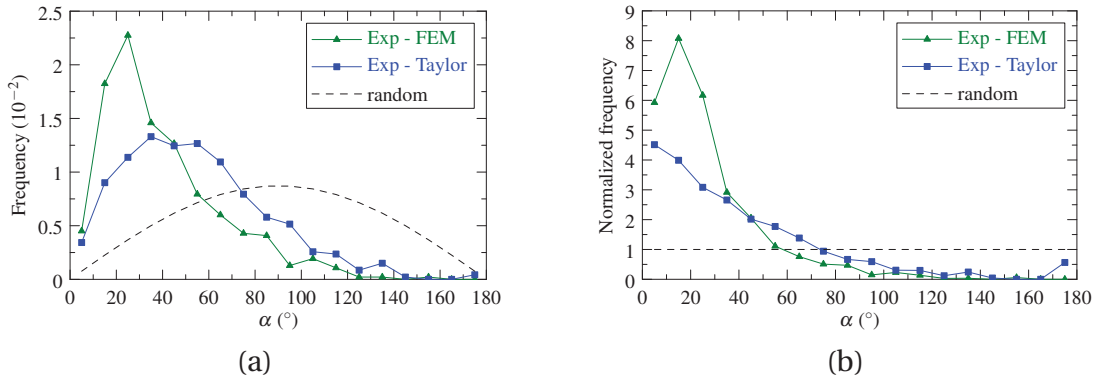 2.5
2
1.5
1
0.5
0
Frequency (10⁻²)
0 20 40 60 80 100 120 140 160 180
α (°)
Exp - FEM
Exp - Taylor
random
(a)
9
8
7
6
5
4
3
2
1
0
Normalized frequency
0 20 40 60 80 100 120 140 160 180
α (°)
Exp - FEM
Exp - Taylor
random
(b)